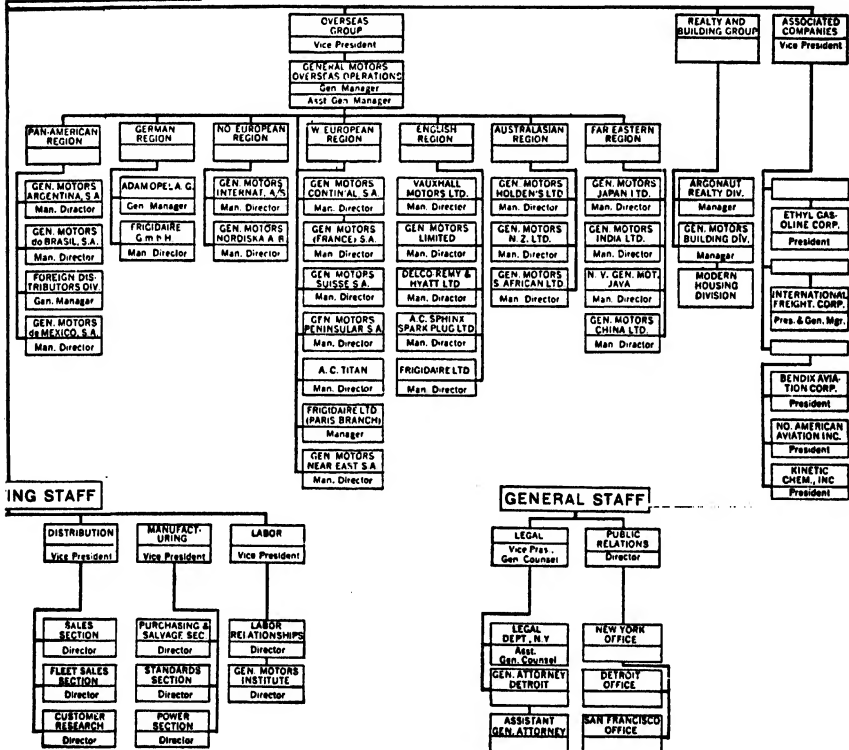 OVERSEAS
GROUP
Vice President
GENERAL MOTORS
OVERSEAS OPERATIONS
Gen Manager
Asst Gen Manager
REALTY AND
BUILDING GROUP
ASSOCIATED
COMPANIES
Vice President
PAN-AMERICAN
REGION
GEN. MOTORS
ARGENTINA, S.A
Man. Director
GEN. MOTORS
do BRASIL, S.A.
Man. Director
FOREIGN DIS-
TRIBUTORS DIV.
Gan. Managar
GEN. MOTORS
de MEXICO, S.A.
Man. Director
GERMAN
REGION
ADAM OPEL A. G.
Gen Manager
FRIGIDAIRE
G m b H
Man. Director
NO EUROPEAN
REGION
GEN. MOTORS
INTERNAT. A/S
Man. Director
GEN. MOTORS
NORDISKA A B
Man. Director
W EUROPEAN
REGION
GEN MOTORS
CONTIN'AL, S.A.
Man. Director
GEN MOTORS
(FRANCE) S.A.
Man. Director
GEN MOTORS
SUISSE S A.
Man. Director
GEN MOTORS
PENINSULAR S.A
Man. Director
A. C. TITAN
Man. Director
FRIGIDAIRE LTD
(PARIS BRANCH)
Manager
GEN MOTORS
NEAR EAST S A
Man. Director
ENGLISH
REGION
VAUXHALL
MOTORS LTD.
Man. Director
GEN MOTORS
LIMITED
Man. Director
DELCO REMY &
HYATT LTD
Man. Director
A.C. SPHINX
SPARK PLUG LTD
Man. Director
FRIGIDAIRE LTD
Man. Director
AUSTRALASIAN
REGION
GEN. MOTORS
HOLDEN'S LTD
Man. Director
GEN. MOTORS
N. Z. LTD.
Man. Director
GEN. MOTORS
S AFRICAN LTD
Man. Director
FAR EASTERN
REGION
GEN. MOTORS
JAPAN LTD.
Man. Director
GEN. MOTORS
INDIA LTD.
Man. Director
N. V. GEN. MOT.
JAVA
Man. Director
GEN. MOTORS
CHINA LTD.
Man Director
ARGONAUT
REALTY DIV.
Manager
GEN. MOTORS
BUILDING DIV.
Managar
MODERN
HOUSING
DIVISION
ETHYL GAS-
OLINE CORP.
President
INTERNATIONAL
FREIGHT. CORP.
Pres. & Gen. Mgr.
BENDIX AVIA-
TION CORP.
President
NO. AMERICAN
AVIATION INC.
President
KINETIC
CHEM., INC
President
ING STAFF
DISTRIBUTION
Vice President
SALES
SECTION
Director
FLEET SALES
SECTION
Director
CUSTOMER
RESEARCH
Director
MANUFACT-
URING
Vice President
PURCHASING &
SALVAGE SEC
Director
STANDARDS
SECTION
Director
POWER
SECTION
Director
LABOR
Vice President
LABOR
RELATIONSHIPS
Director
GEN. MOTORS
INSTITUTE
Director
GENERAL STAFF
LEGAL
Vice Pras.
Gen Counsel
LEGAL
DEPT, N.Y
Asst.
Gen. Counsel
GEN. ATTORNEY
DETROIT
ASSISTANT
GEN. ATTORNEY
PUBLIC
RELATIONS
Director
NEW YORK
OFFICE
DETROIT
OFFICE
SAN FRANCISCO
OFFICE